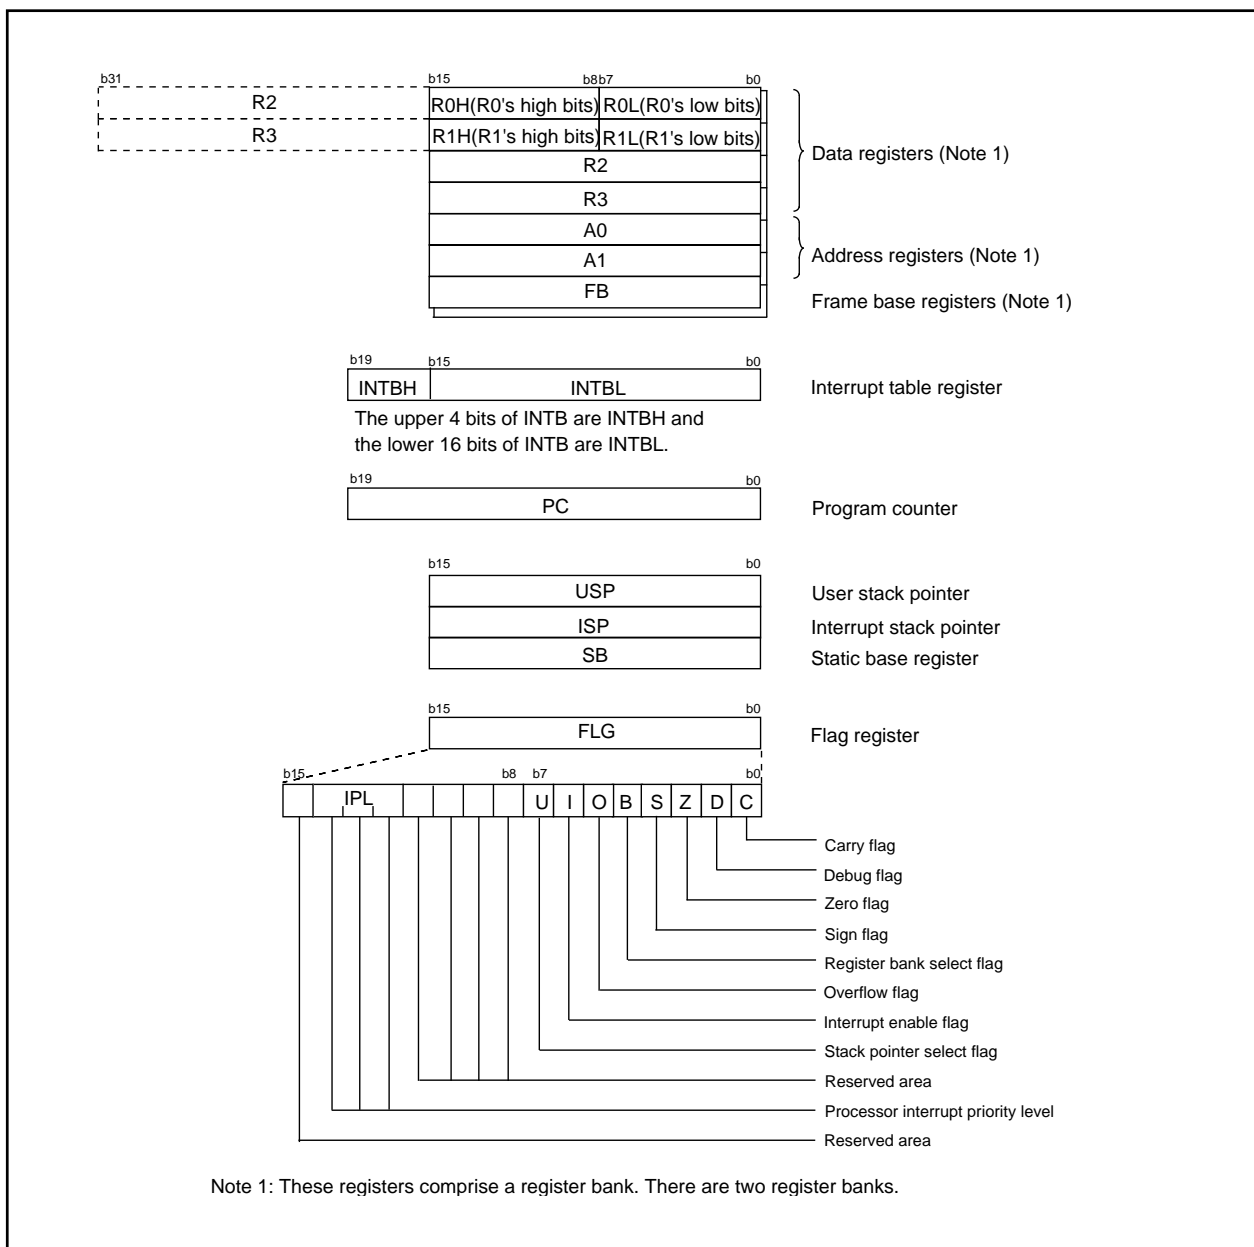 b31 b15 b8b7 b0
R2 R0H(R0's high bits) R0L(R0's low bits)
R3 R1H(R1's high bits) R1L(R1's low bits)
Data registers (Note 1)
R2
R3
A0
A1
Address registers (Note 1)
FB
Frame base registers (Note 1)
b19 b15 b0
INTBH INTBL Interrupt table register
The upper 4 bits of INTB are INTBH and
the lower 16 bits of INTB are INTBL.
b19 b0
PC Program counter
b15 b0
USP User stack pointer
ISP Interrupt stack pointer
SB Static base register
b15 b0
FLG Flag register
b15 b8 b7 b0
IPL U I O B S Z D C
Carry flag
Debug flag
Zero flag
Sign flag
Register bank select flag
Overflow flag
Interrupt enable flag
Stack pointer select flag
Reserved area
Processor interrupt priority level
Reserved area
Note 1: These registers comprise a register bank. There are two register banks.